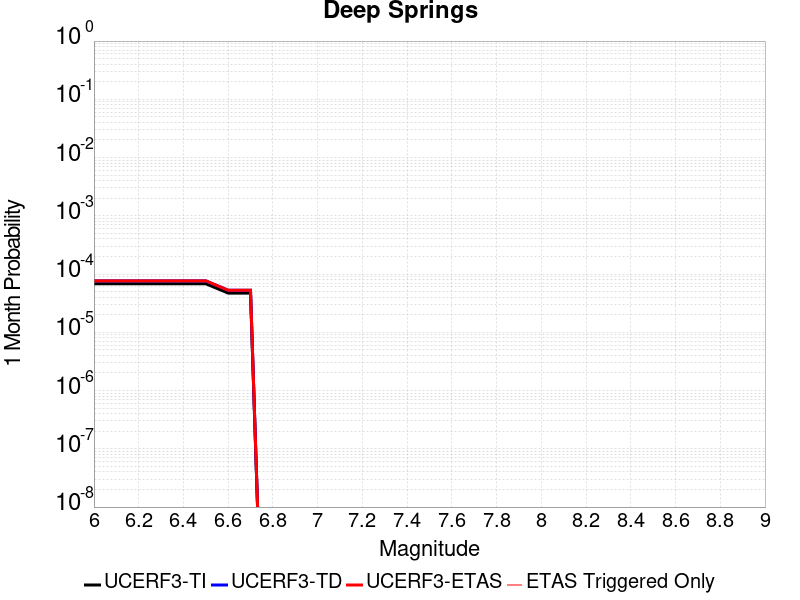 Deep Springs
10^0
10^-1
10^-2
10^-3
10^-4
10^-5
10^-6
10^-7
10^-8
1 Month Probability
6 6.2 6.4 6.6 6.8 7 7.2 7.4 7.6 7.8 8 8.2 8.4 8.6 8.8 9
Magnitude
UCERF3-TI UCERF3-TD UCERF3-ETAS ETAS Triggered Only